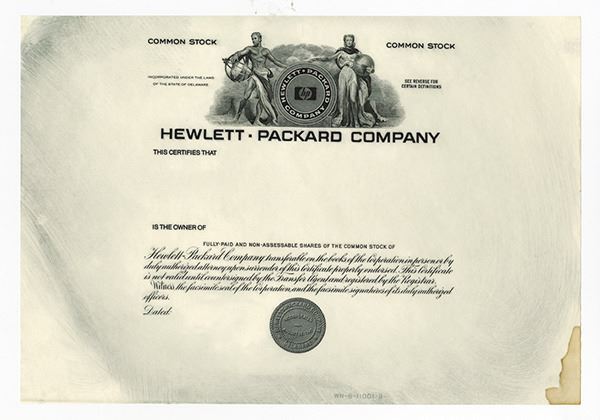 COMMON STOCK
COMMON STOCK
INCORPORATED UNDER THE LAWS
OF THE STATE OF DELAWARE
SEE REVERSE FOR
CERTAIN DEFINITIONS
HEWLETT · PACKARD
hp
COMPANY
HEWLETT · PACKARD COMPANY
THIS CERTIFIES THAT
IS THE OWNER OF
FULLY-PAID AND NON-ASSESSABLE SHARES OF THE COMMON STOCK OF
Hewlett-Packard Company transferable on the books of the Corporation in person or by
duly authorized attorney upon surrender of this Certificate properly endorsed. This Certificate
is not valid until countersigned by the Transfer Agent and registered by the Registrar.
Witness, the facsimile seal of the Corporation, and the facsimile signatures of its duly authorized
officers.
Dated: